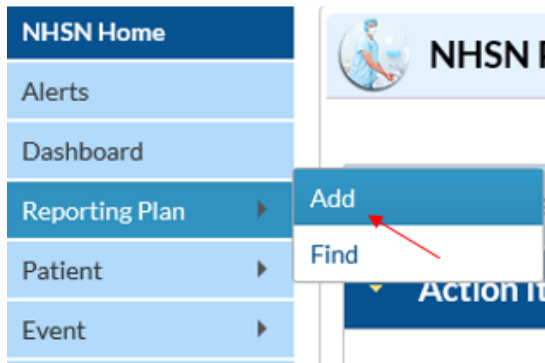 NHSN Home
NHSN
Alerts
Dashboard
Reporting Plan
Add
Find
Patient
Action
Event